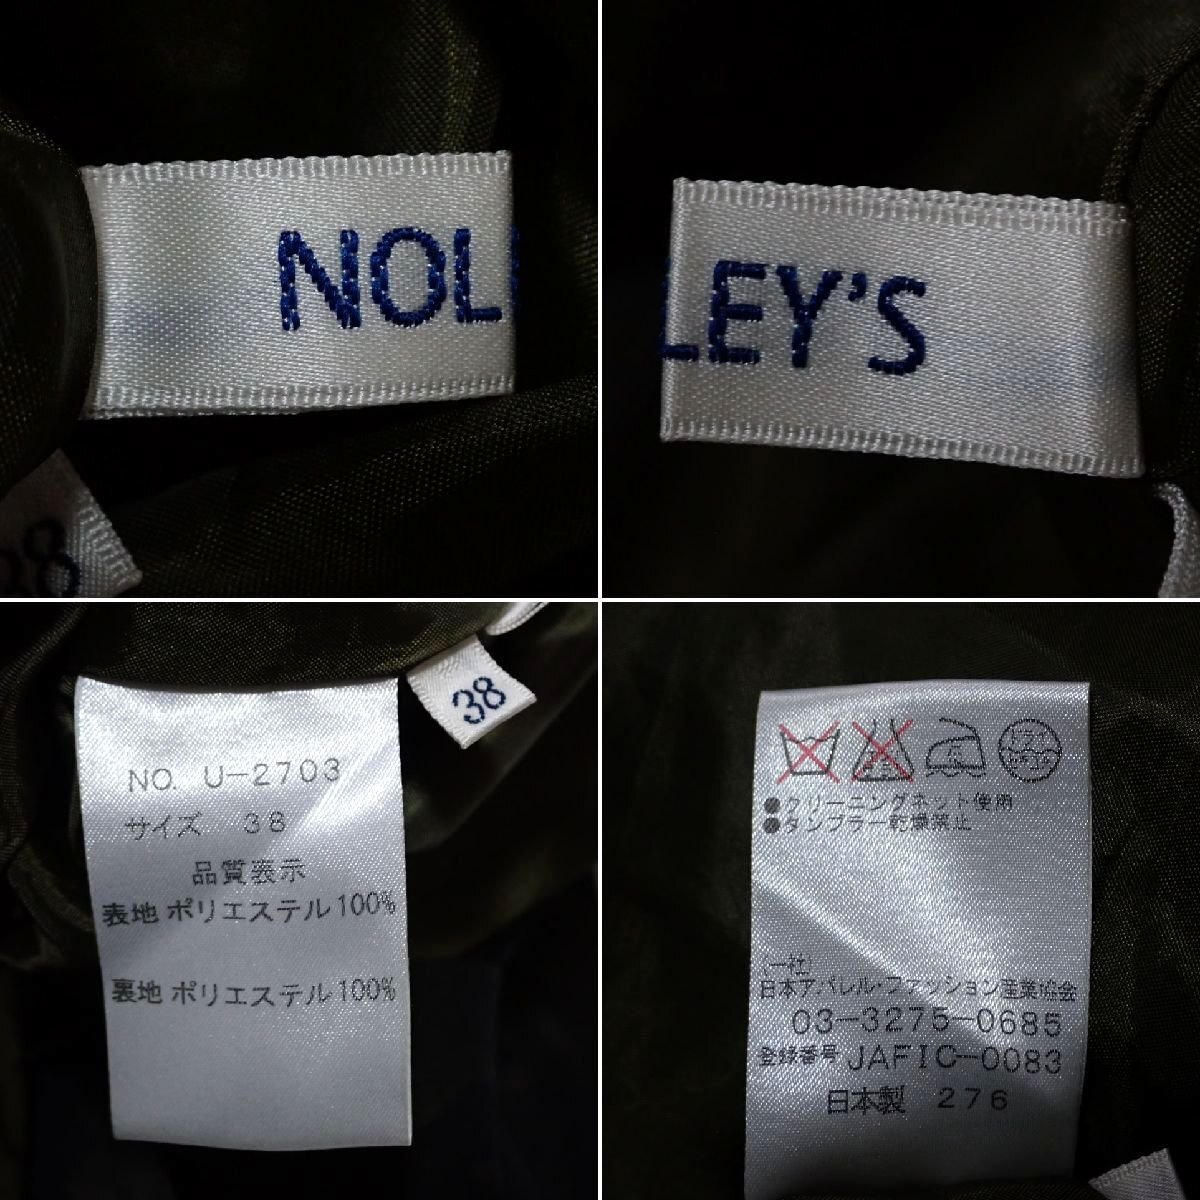 NOL
LEY'S
38
38
NO. U-2703
サイズ 38
品質表示
表地 ポリエステル100%
裏地 ポリエステル100%
●クリーニングネット使用
●タンブラー乾燥禁止
(一社)
日本アパレル・ファッション産業協会
03-3275-0685
登録番号 JAFIC-0083
日本製 276